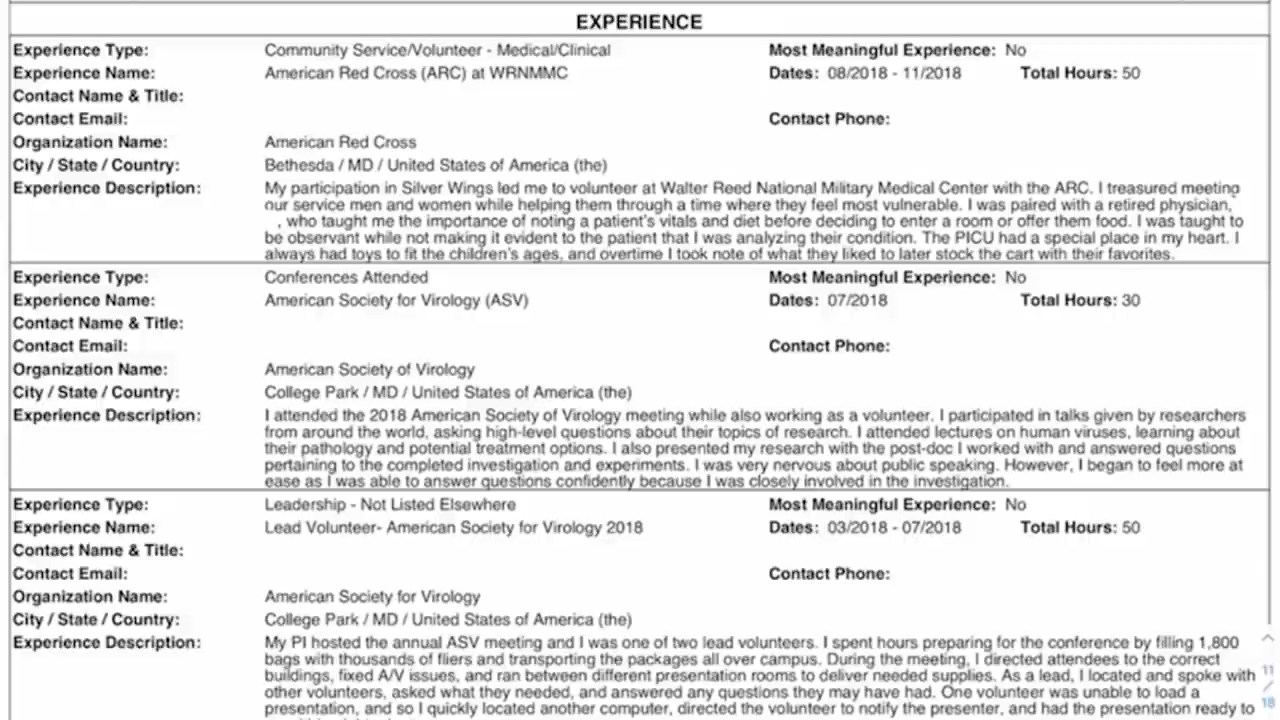 EXPERIENCE
Experience Type: Community Service/Volunteer - Medical/Clinical Most Meaningful Experience: No
Experience Name: American Red Cross (ARC) at WRNMMC Dates: 08/2018 - 11/2018 Total Hours: 50
Contact Name & Title:
Contact Email: Contact Phone:
Organization Name: American Red Cross
City / State / Country: Bethesda / MD / United States of America (the)
Experience Description: My participation in Silver Wings led me to volunteer at Walter Reed National Military Medical Center with the ARC. I treasured meeting
our service men and women while helping them through a time where they feel most vulnerable. I was paired with a retired physician,
, who taught me the importance of noting a patient's vitals and diet before deciding to enter a room or offer them food. I was taught to
be observant while not making it evident to the patient that I was analyzing their condition. The PICU had a special place in my heart. I
always had toys to fit the children's ages, and overtime I took note of what they liked to later stock the cart with their favorites.
Experience Type: Conferences Attended Most Meaningful Experience: No
Experience Name: American Society for Virology (ASV) Dates: 07/2018 Total Hours: 30
Contact Name & Title:
Contact Email: Contact Phone:
Organization Name: American Society of Virology
City / State / Country: College Park / MD / United States of America (the)
Experience Description: I attended the 2018 American Society of Virology meeting while also working as a volunteer. I participated in talks given by researchers
from around the world, asking high-level questions about their topics of research. I attended lectures on human viruses, learning about
their pathology and potential treatment options. I also presented my research with the post-doc I worked with and answered questions
pertaining to the completed investigation and experiments. I was very nervous about public speaking. However, I began to feel more at
ease as I was able to answer questions confidently because I was closely involved in the investigation.
Experience Type: Leadership - Not Listed Elsewhere Most Meaningful Experience: No
Experience Name: Lead Volunteer- American Society for Virology 2018 Dates: 03/2018 - 07/2018 Total Hours: 50
Contact Name & Title:
Contact Email: Contact Phone:
Organization Name: American Society for Virology
City / State / Country: College Park / MD / United States of America (the)
Experience Description: My PI hosted the annual ASV meeting and I was one of two lead volunteers. I spent hours preparing for the conference by filling 1,800
bags with thousands of fliers and transporting the packages all over campus. During the meeting, I directed attendees to the correct
buildings, fixed A/V issues, and ran between different presentation rooms to deliver needed supplies. As a lead, I located and spoke with
other volunteers, asked what they needed, and answered any questions they may have had. One volunteer was unable to load a
presentation, and so I quickly located another computer, directed the volunteer to notify the presenter, and had the presentation ready to
11
/
18